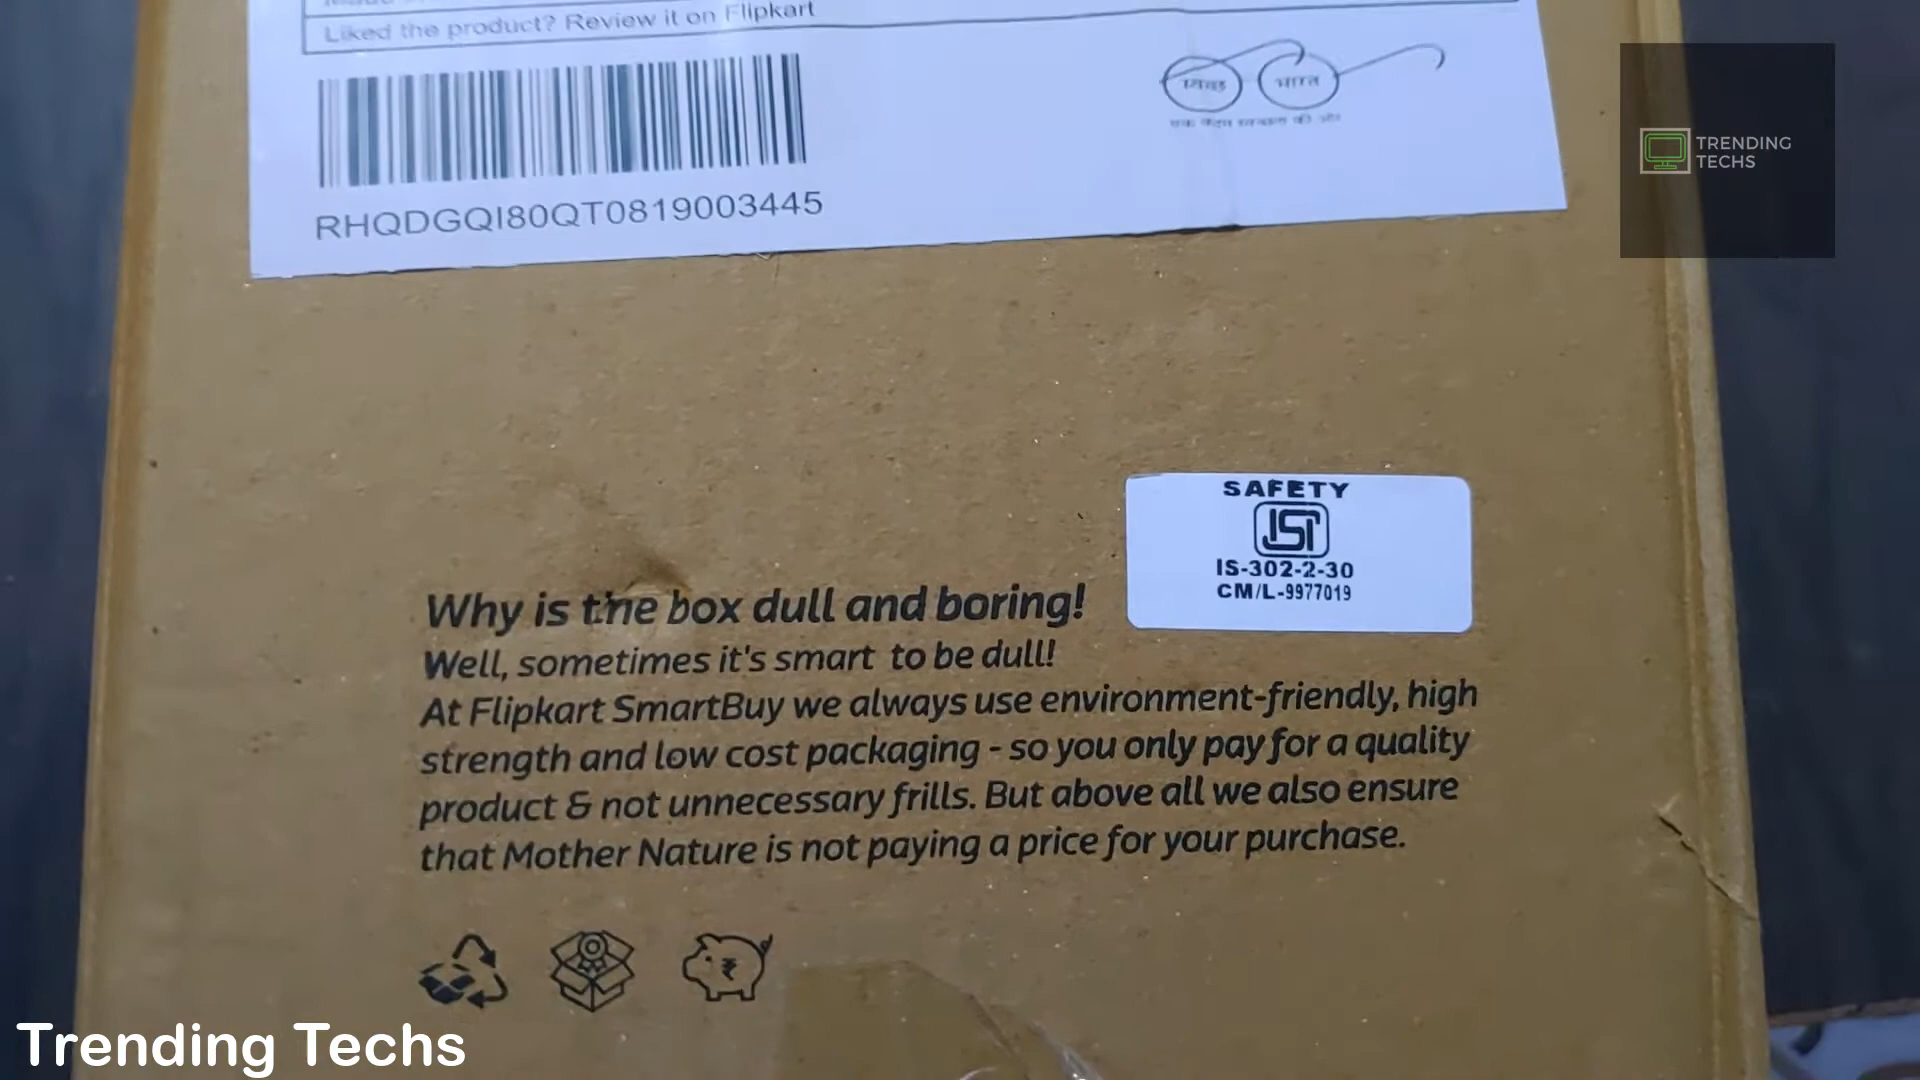 Liked the product? Review it on Flipkart
RHQDGQI80QT0819003445
भारत
TRENDING
TECHS
SAFETY
ISI
IS-302-2-30
CM/L-9977019
Why is the box dull and boring!
Well, sometimes it's smart to be dull!
At Flipkart SmartBuy we always use environment-friendly, high
strength and low cost packaging - so you only pay for a quality
product & not unnecessary frills. But above all we also ensure
that Mother Nature is not paying a price for your purchase.
₹
Trending Techs